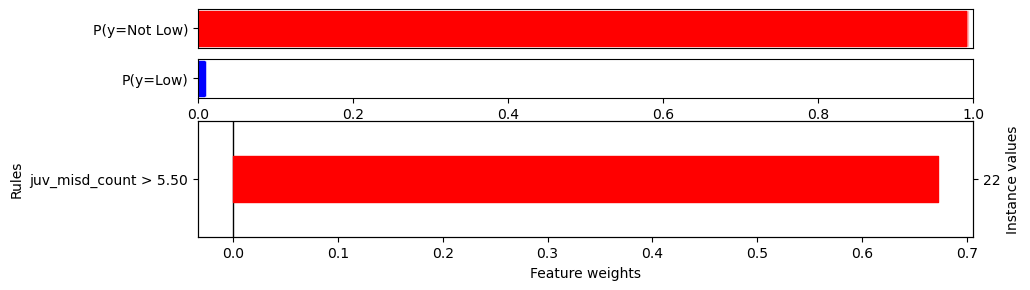 P(y=Not Low)
P(y=Low)
0.0 0.2 0.4 0.6 0.8 1.0
Rules
juv_misd_count > 5.50
22
Instance values
0.0 0.1 0.2 0.3 0.4 0.5 0.6 0.7
Feature weights